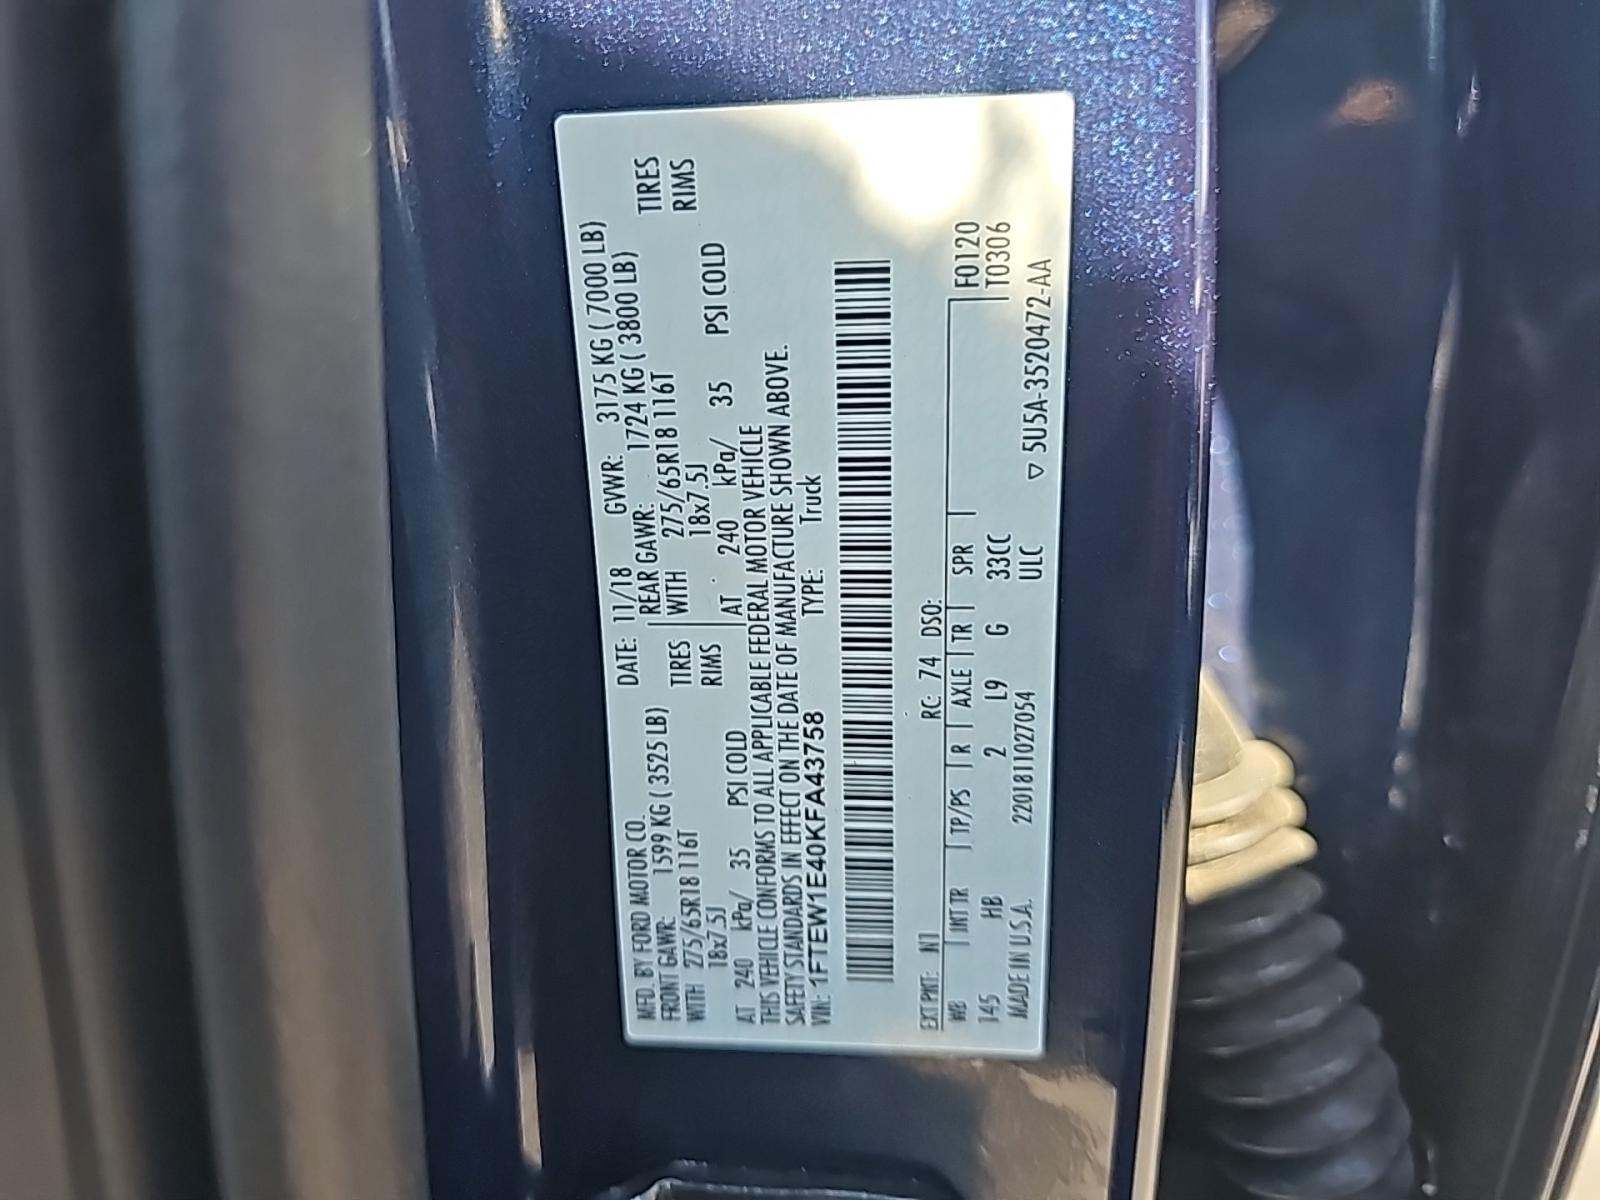 MFD. BY FORD MOTOR CO. DATE: 11/18 GVWR: 3175 KG ( 7000 LB)
FRONT GAWR: 1599 KG ( 3525 LB) REAR GAWR: 1724 KG ( 3800 LB)
WITH 275/65R18 116T TIRES WITH 275/65R18 116T TIRES
18x7.5J RIMS 18x7.5J RIMS
AT 240 kPa/ 35 PSI COLD AT 240 kPa/ 35 PSI COLD
THIS VEHICLE CONFORMS TO ALL APPLICABLE FEDERAL MOTOR VEHICLE
SAFETY STANDARDS IN EFFECT ON THE DATE OF MANUFACTURE SHOWN ABOVE.
VIN: 1FTEW1E40KFA43758 TYPE: Truck
EXT PNT: N1 RC: 74 DSO: F0120
WB INT TR TP/PS R AXLE TR SPR T0306
145 HB 2 L9 G 33CC
MADE IN U.S.A. 2201811027054 ULC ▽ 5U5A-3520472-AA